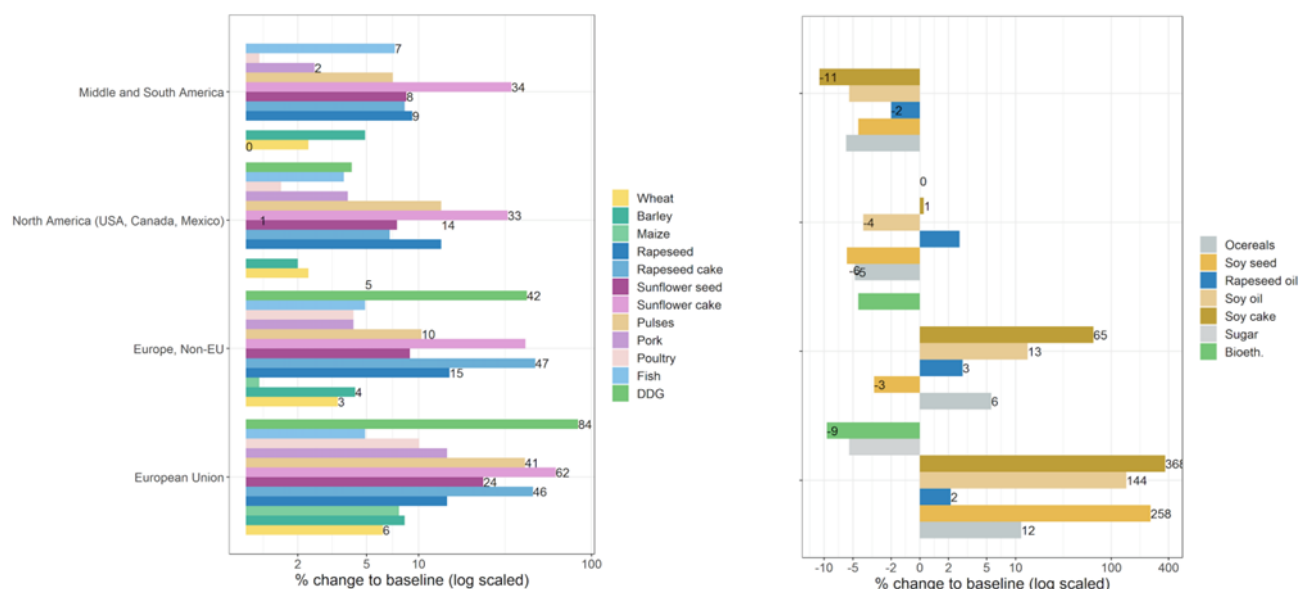 7
2
Middle and South America
34
8
9
0
North America (USA, Canada, Mexico)
33
1
14
5
42
10
Europe, Non-EU
47
15
4
3
84
41
62
European Union
24
46
6
2 5 10 100
% change to baseline (log scaled)
Wheat
Barley
Maize
Rapeseed
Rapeseed cake
Sunflower seed
Sunflower cake
Pulses
Pork
Poultry
Fish
DDG
-11
-2
0
1
-4
-6
-5
65
13
3
-3
6
-9
368
144
2
258
12
-10 -5 -2 0 2 5 10 100 400
% change to baseline (log scaled)
Ocereals
Soy seed
Rapeseed oil
Soy oil
Soy cake
Sugar
Bioeth.